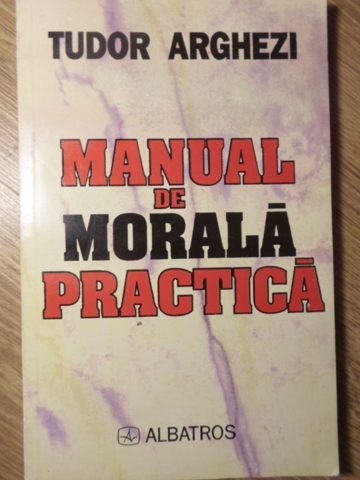 TUDOR ARGHEZI
MANUAL
DE
MORALĂ
PRACTICĂ
ALBATROS